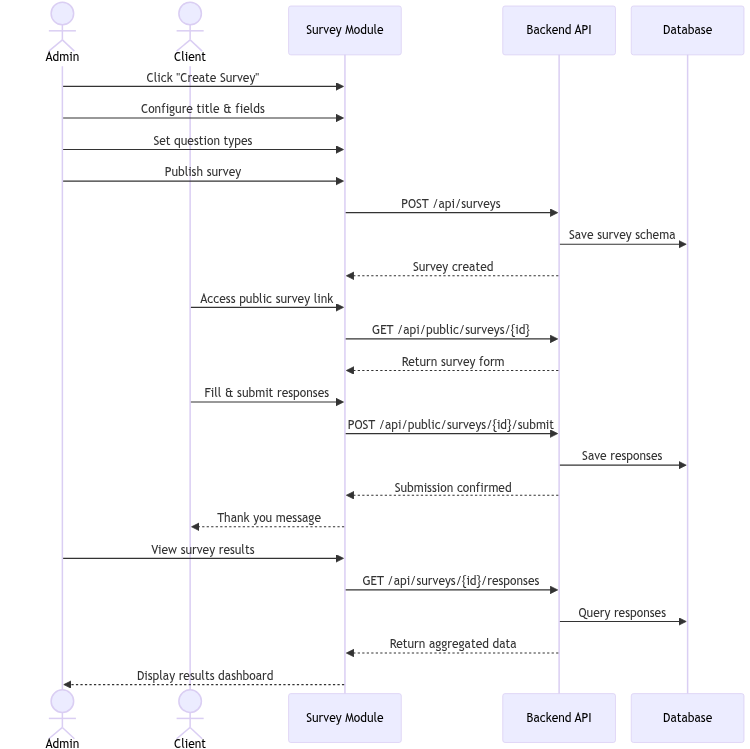 Admin
Client
Survey Module
Backend API
Database
Click "Create Survey"
Configure title & fields
Set question types
Publish survey
POST /api/surveys
Save survey schema
Survey created
Access public survey link
GET /api/public/surveys/{id}
Return survey form
Fill & submit responses
POST /api/public/surveys/{id}/submit
Save responses
Submission confirmed
Thank you message
View survey results
GET /api/surveys/{id}/responses
Query responses
Return aggregated data
Display results dashboard
Admin
Client
Survey Module
Backend API
Database